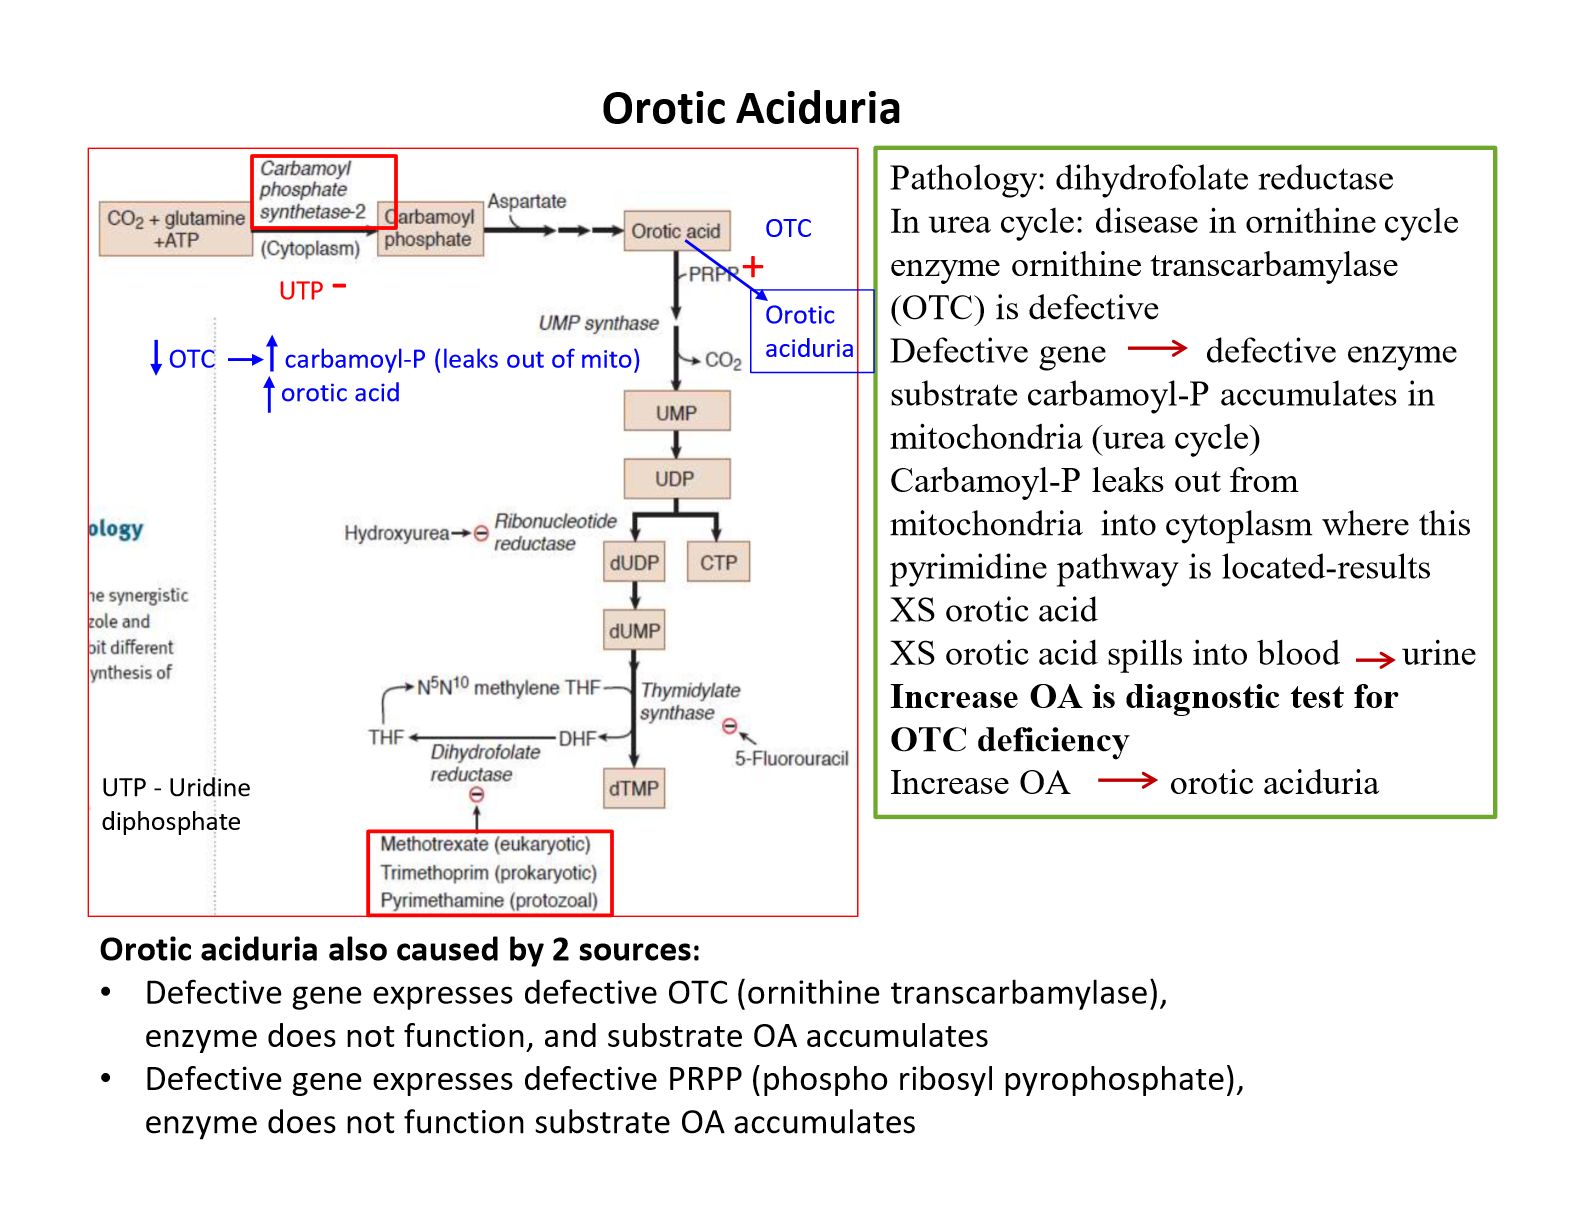 Orotic Aciduria
Carbamoyl
phosphate
synthetase-2
CO2 + glutamine
+ATP
(Cytoplasm)
Carbamoyl
phosphate
Aspartate
Orotic acid
OTC
PRPP +
UTP -
Orotic
aciduria
UMP synthase
CO2
↓ OTC → ↑ carbamoyl-P (leaks out of mito)
↑ orotic acid
UMP
UDP
Hydroxyurea→⊖
Ribonucleotide
reductase
dUDP
CTP
dUMP
ology
ne synergistic
zole and
bit different
ynthesis of
N5N10 methylene THF
Thymidylate
synthase
THF
DHF
Dihydrofolate
reductase
5-Fluorouracil
dTMP
UTP - Uridine
diphosphate
Methotrexate (eukaryotic)
Trimethoprim (prokaryotic)
Pyrimethamine (protozoal)
Pathology: dihydrofolate reductase
In urea cycle: disease in ornithine cycle
enzyme ornithine transcarbamylase
(OTC) is defective
Defective gene → defective enzyme
substrate carbamoyl-P accumulates in
mitochondria (urea cycle)
Carbamoyl-P leaks out from
mitochondria into cytoplasm where this
pyrimidine pathway is located-results
XS orotic acid
XS orotic acid spills into blood → urine
Increase OA is diagnostic test for
OTC deficiency
Increase OA → orotic aciduria
Orotic aciduria also caused by 2 sources:
• Defective gene expresses defective OTC (ornithine transcarbamylase),
enzyme does not function, and substrate OA accumulates
• Defective gene expresses defective PRPP (phospho ribosyl pyrophosphate),
enzyme does not function substrate OA accumulates